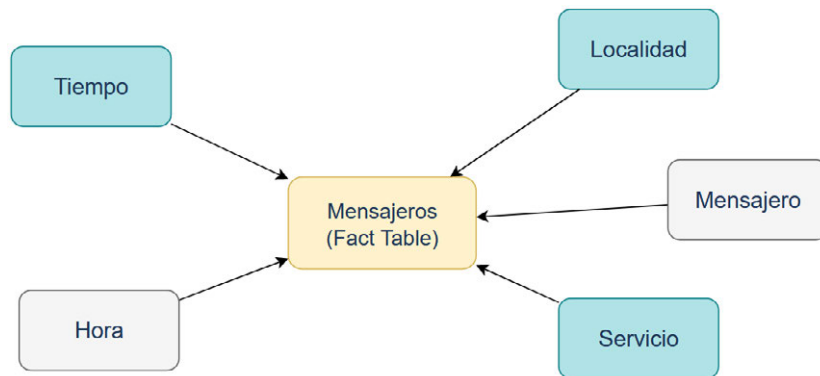 Localidad
Tiempo
Mensajeros
(Fact Table)
Mensajero
Hora
Servicio